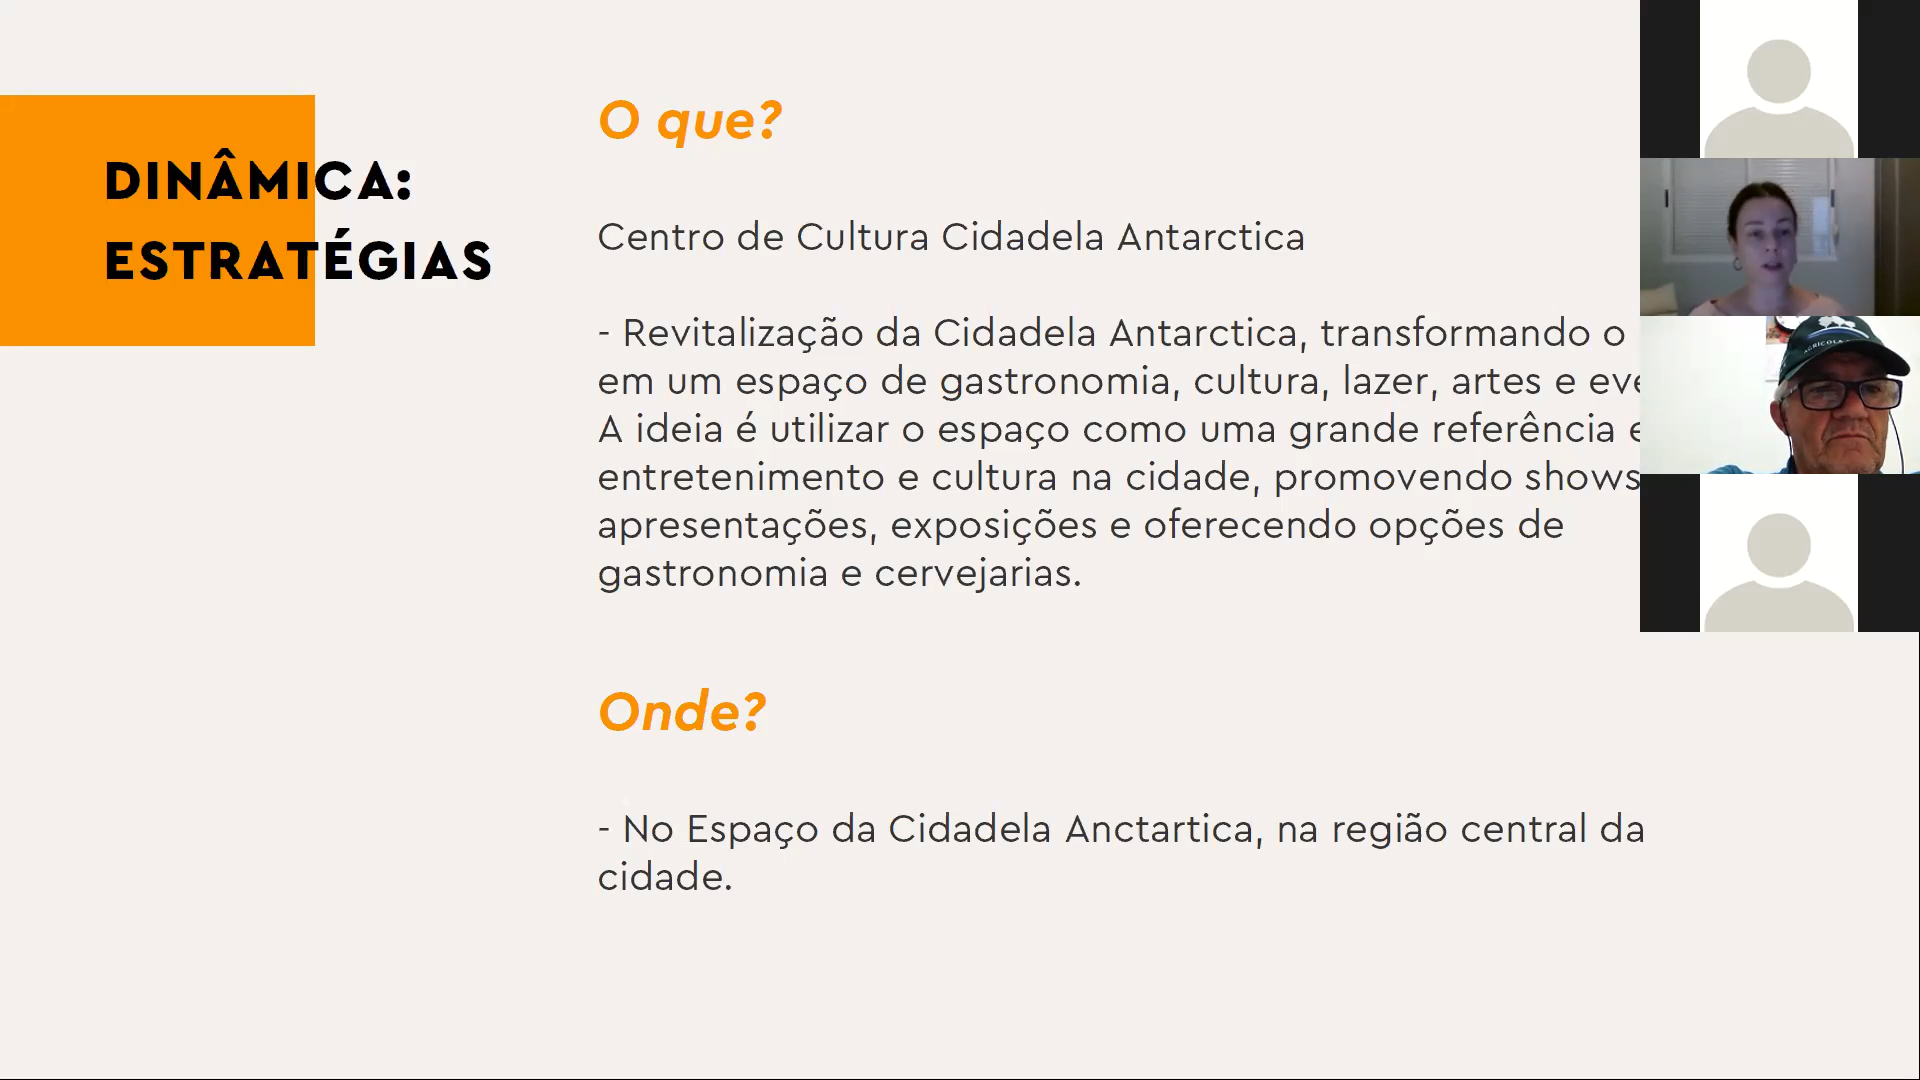 DINÂMICA:
ESTRATÉGIAS
O que?
Centro de Cultura Cidadela Antarctica
- Revitalização da Cidadela Antarctica, transformando o
em um espaço de gastronomia, cultura, lazer, artes e
A ideia é utilizar o espaço como uma grande referência
entretenimento e cultura na cidade, promovendo shows
apresentações, exposições e oferecendo opções de
gastronomia e cervejarias.
Onde?
- No Espaço da Cidadela Anctartica, na região central da
cidade.
AGRÍCOLA